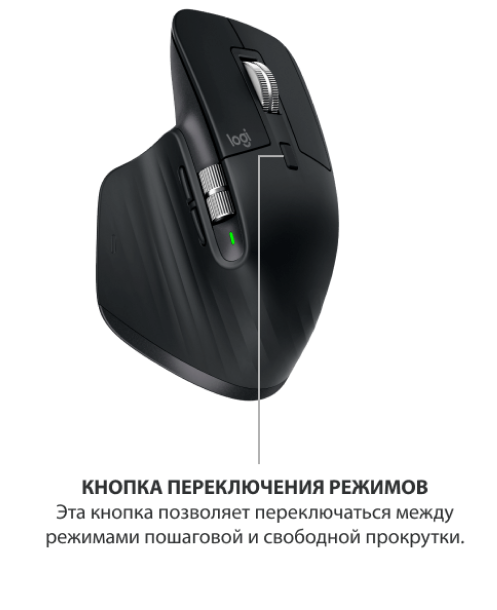 logi
КНОПКА ПЕРЕКЛЮЧЕНИЯ РЕЖИМОВ
Эта кнопка позволяет переключаться между
режимами пошаговой и свободной прокрутки.